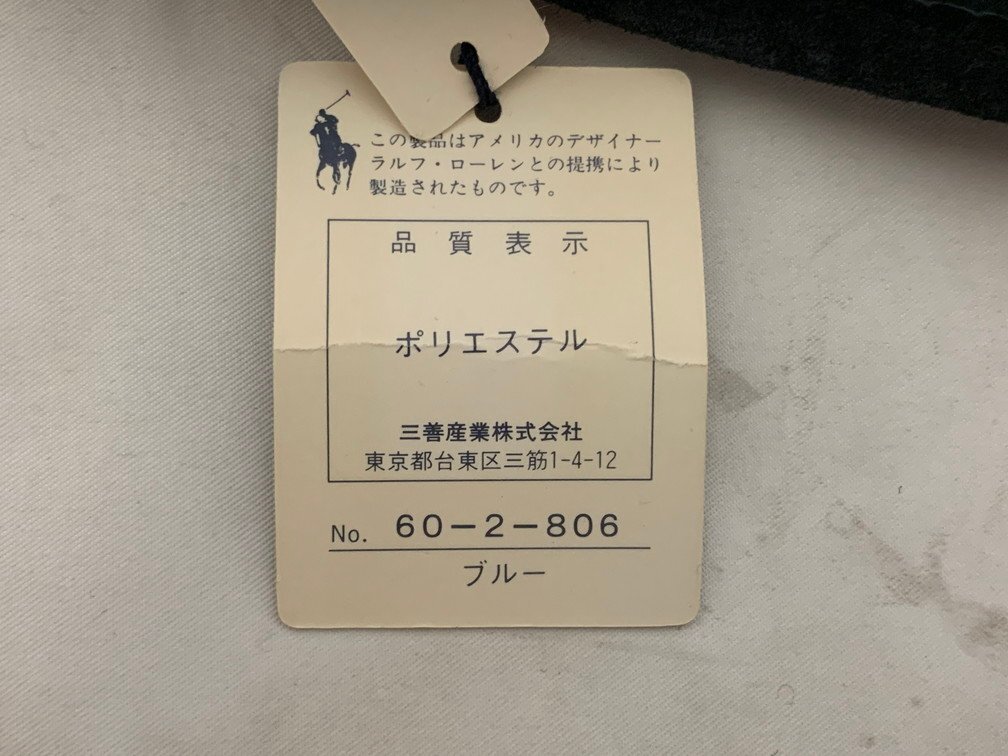 この製品はアメリカのデザイナー
ラルフ・ローレンとの提携により
製造されたものです。
品質表示
ポリエステル
三善産業株式会社
東京都台東区三筋1-4-12
No. 60-2-806
ブルー